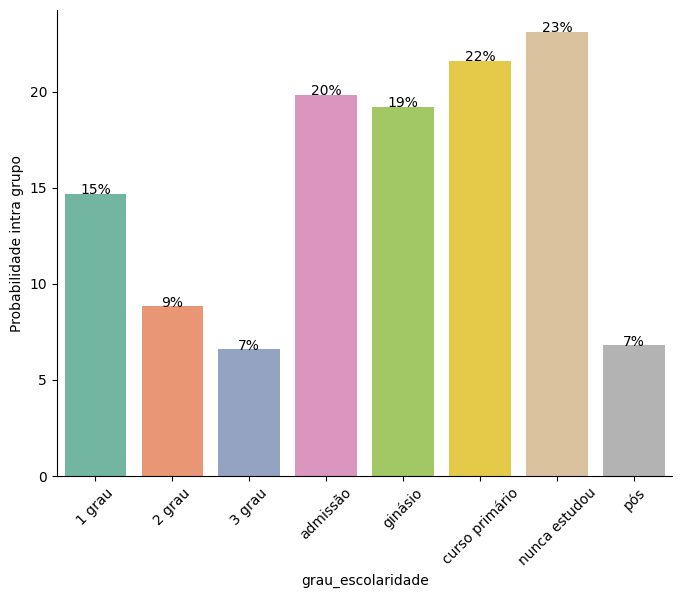 23%
22%
20%
19%
15%
9%
7%
7%
20
15
10
5
0
Probabilidade intra grupo
1 grau
2 grau
3 grau
admissão
ginásio
curso primário
nunca estudou
pós
grau_escolaridade